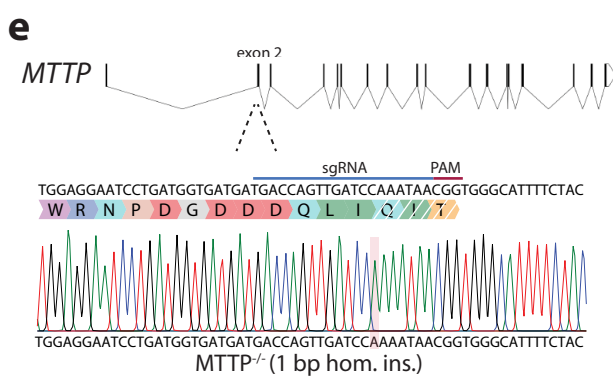 e
exon 2
MTTP
sgRNA PAM
TGGAGGAATCCTGATGGTGATGATGACCAGTTGATCCAAATAACGGTGGGCATTTTCTAC
W R N P D G D D D Q L I Q I T
TGGAGGAATCCTGATGGTGATGATGACCAGTTGATCCAAAATAACGGTGGGCATTTTCTAC
MTTP-/- (1 bp hom. ins.)